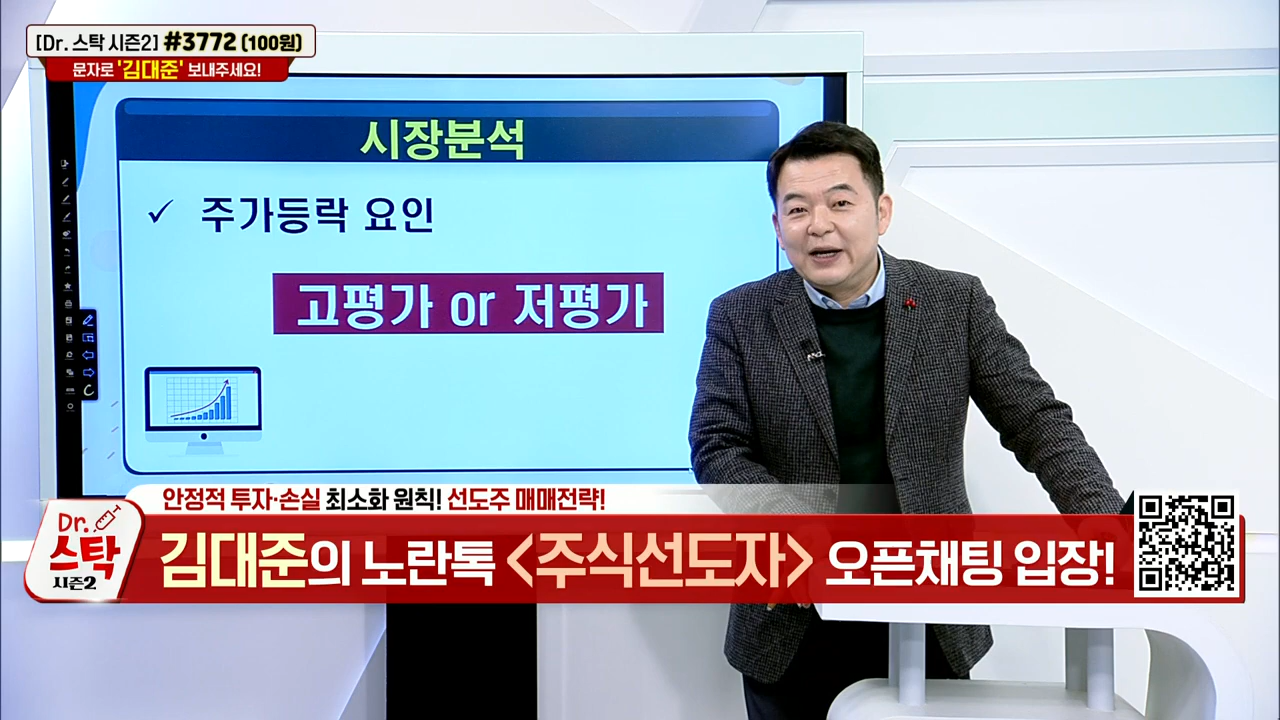 [Dr. 스탁 시즌2] #3772 (100원)
문자로 '김대준' 보내주세요!
시장분석
✓ 주가등락 요인
고평가 or 저평가
안정적 투자·손실 최소화 원칙! 선도주 매매전략!
Dr.
스탁
시즌2
김대준의 노란톡 <주식선도자> 오픈채팅 입장!